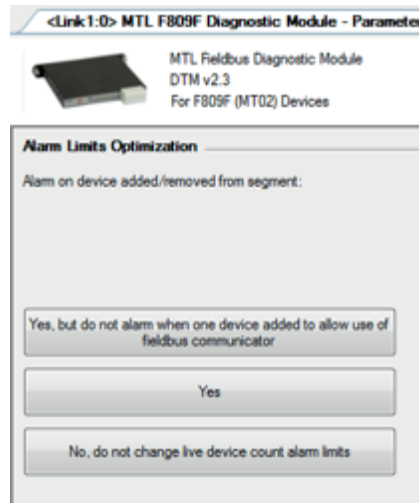 <Link1:0> MTL F809F Diagnostic Module - Parameter
MTL Fieldbus Diagnostic Module
DTM v2.3
For F809F (MT02) Devices
Alarm Limits Optimization
Alarm on device added/removed from segment:
Yes, but do not alarm when one device added to allow use of
fieldbus communicator
Yes
No, do not change live device count alarm limits